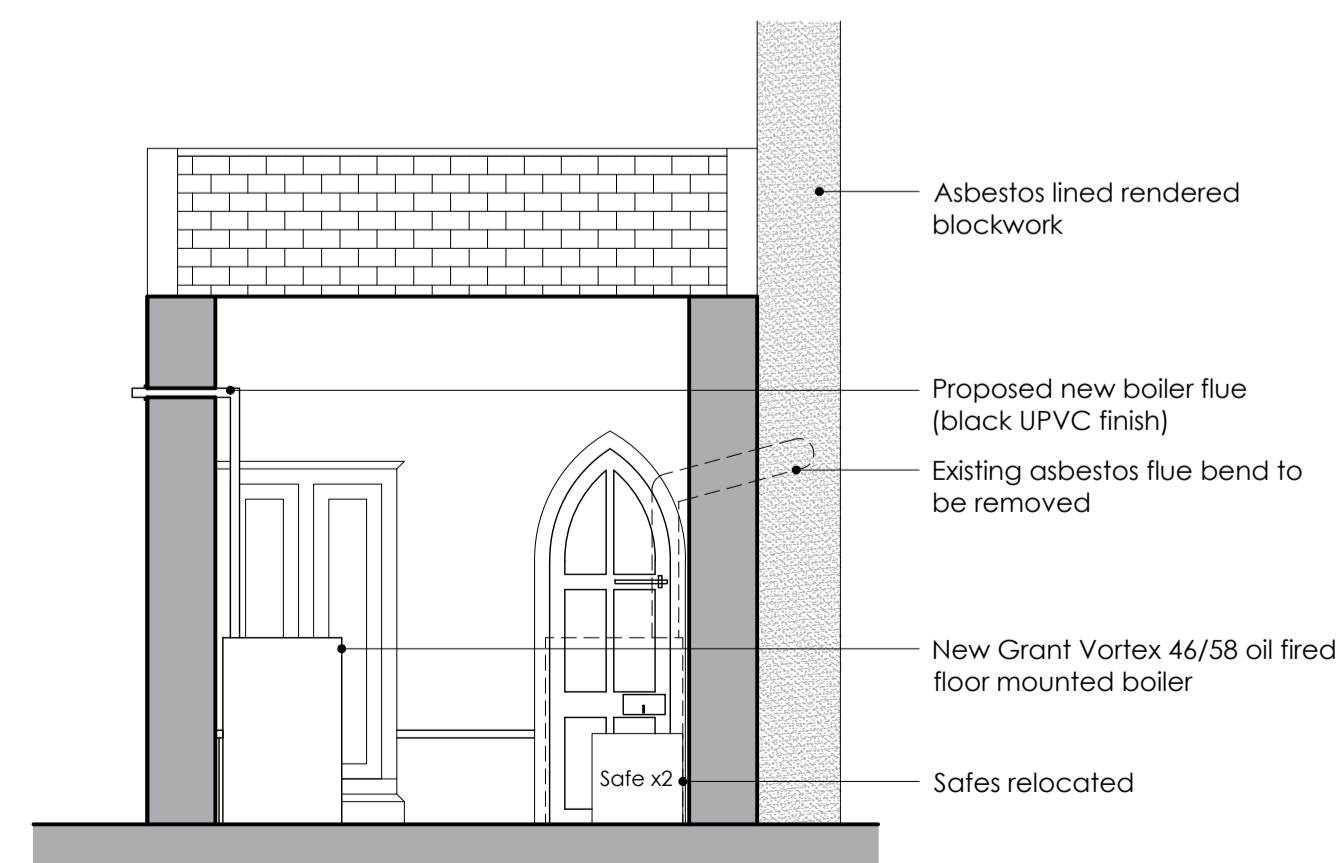 Asbestos lined rendered
blockwork
Proposed new boiler flue
(black UPVC finish)
Existing asbestos flue bend to
be removed
New Grant Vortex 46/58 oil fired
floor mounted boiler
Safe x2
Safes relocated